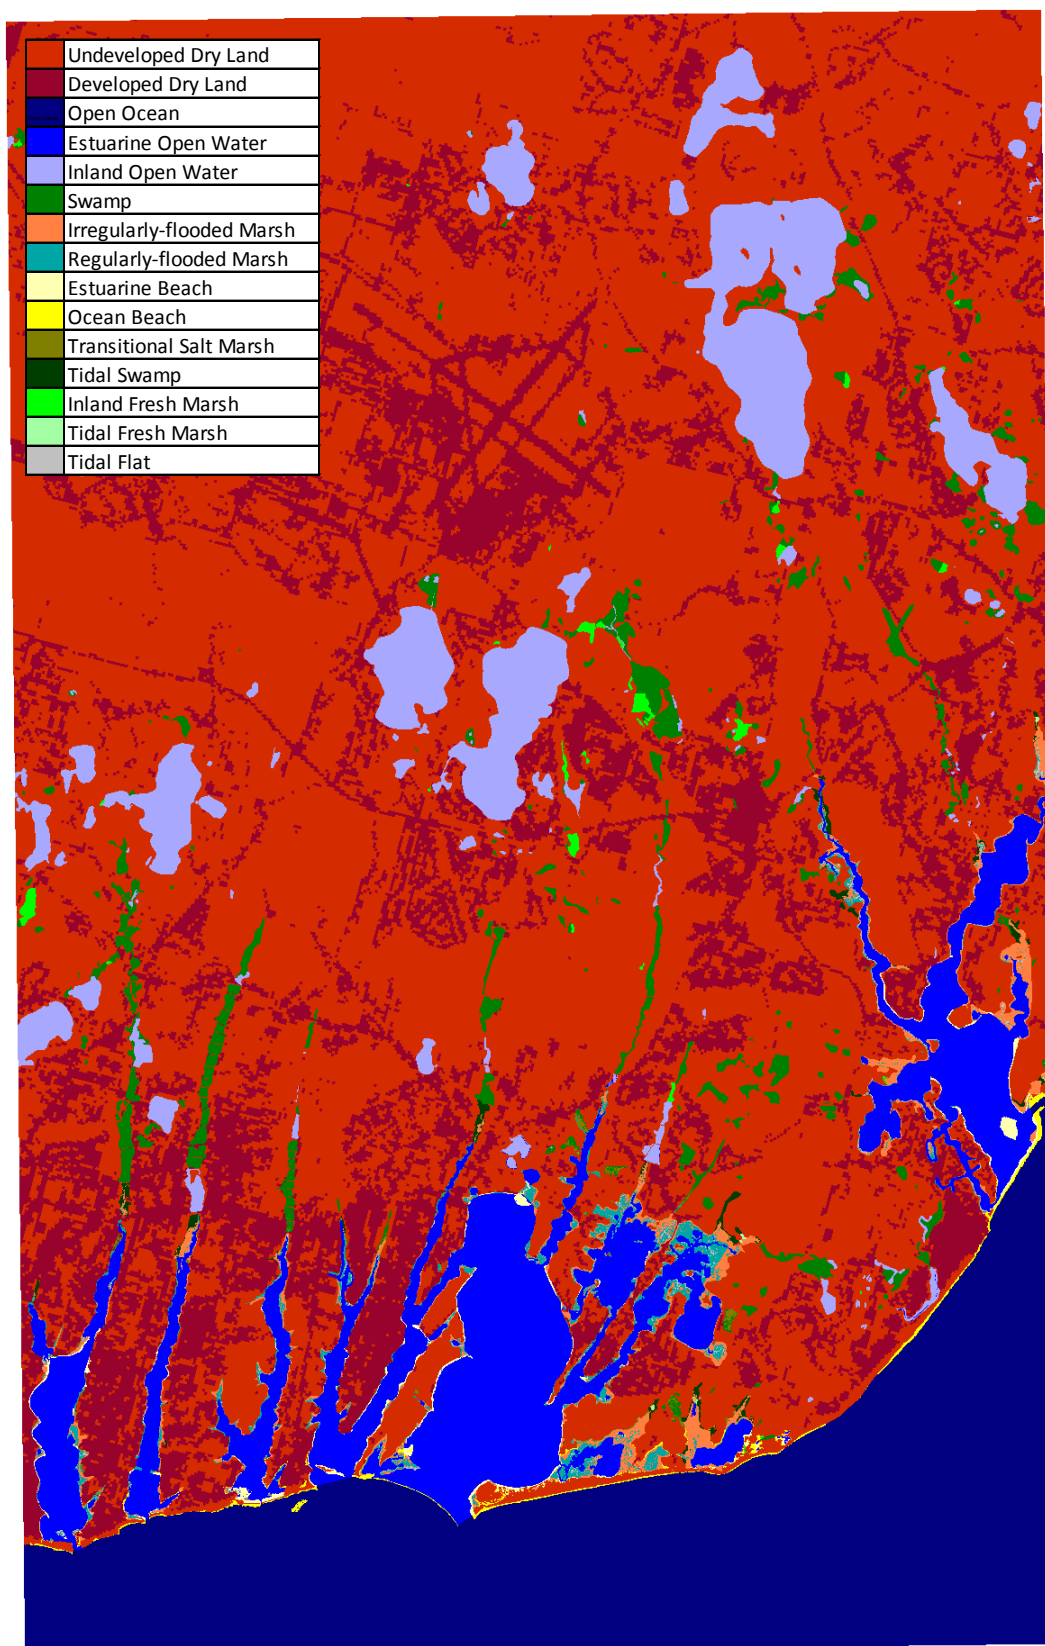 Undeveloped Dry Land
Developed Dry Land
Open Ocean
Estuarine Open Water
Inland Open Water
Swamp
Irregularly-flooded Marsh
Regularly-flooded Marsh
Estuarine Beach
Ocean Beach
Transitional Salt Marsh
Tidal Swamp
Inland Fresh Marsh
Tidal Fresh Marsh
Tidal Flat